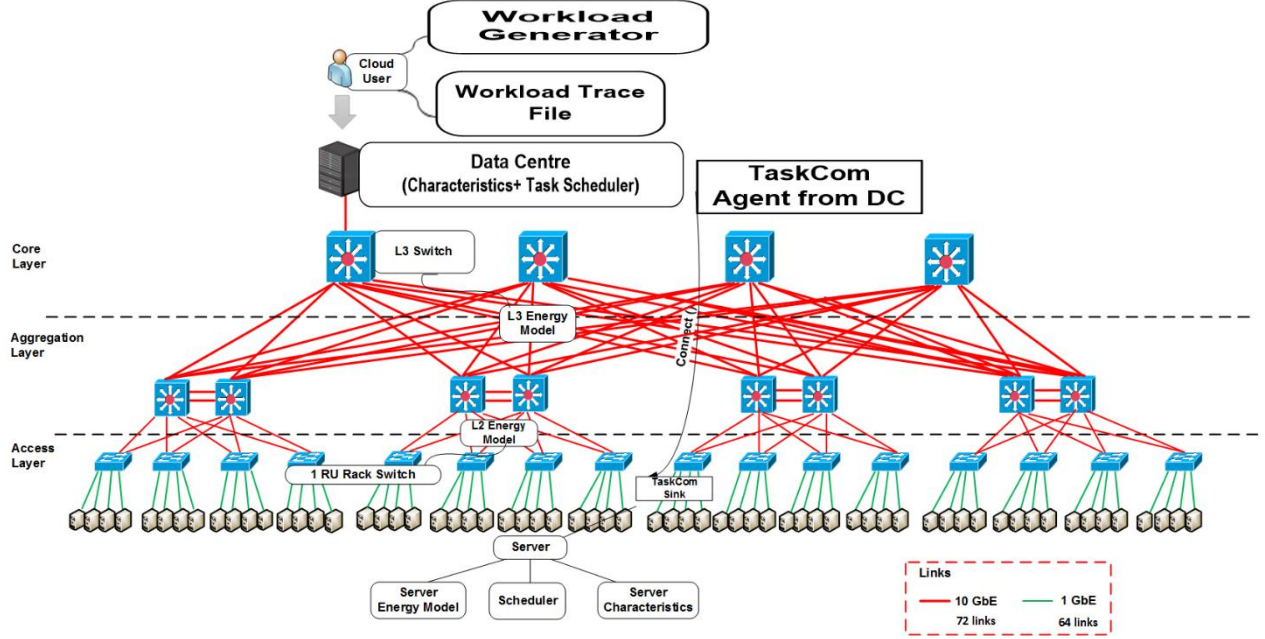 Workload
Generator
Cloud
User
Workload Trace
File
Data Centre
(Characteristics+ Task Scheduler)
TaskCom
Agent from DC
Core
Layer
L3 Switch
L3 Energy
Model
Connect ()
Aggregation
Layer
L2 Energy
Model
Access
Layer
1 RU Rack Switch
TaskCom
Sink
Server
Server
Energy Model
Scheduler
Server
Characteristics
Links
10 GbE
72 links
1 GbE
64 links